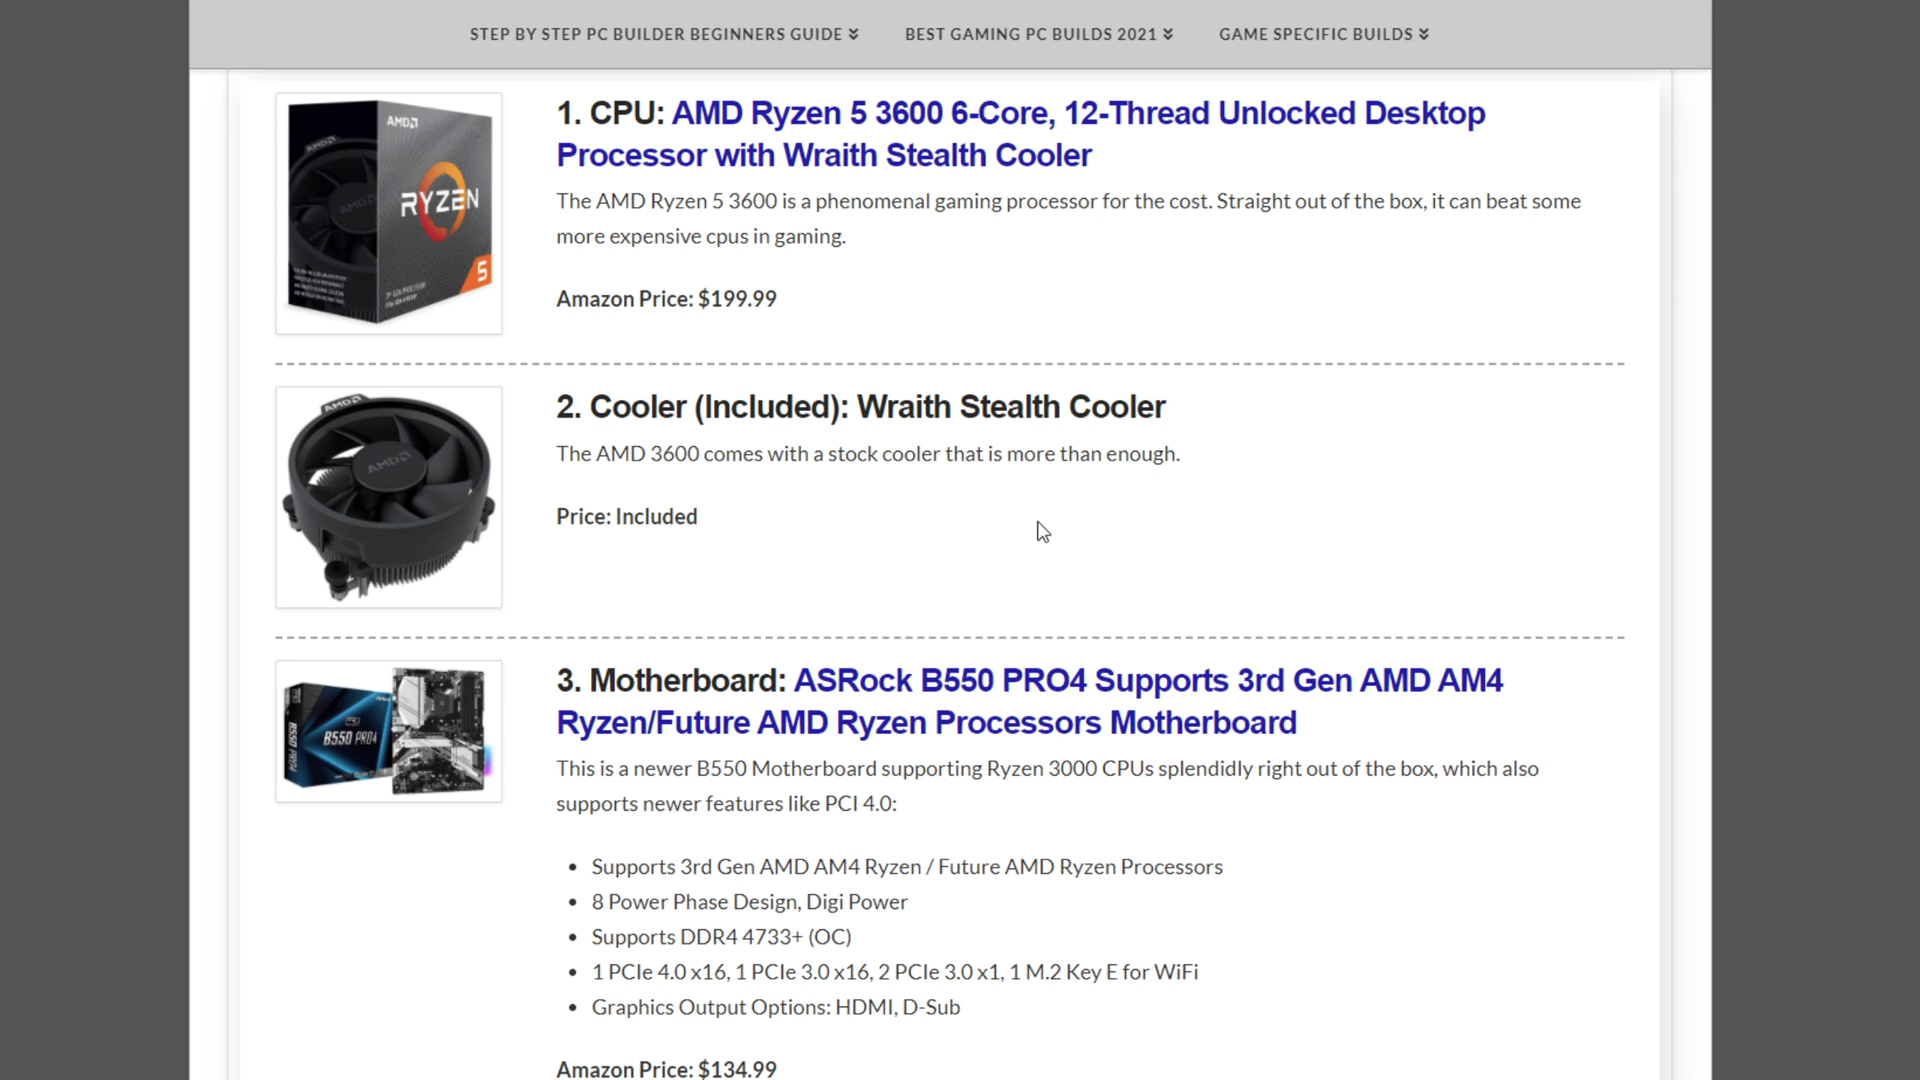 STEP BY STEP PC BUILDER BEGINNERS GUIDE
BEST GAMING PC BUILDS 2021
GAME SPECIFIC BUILDS
AMD
AMD
AMD
RYZEN
5
1. CPU: AMD Ryzen 5 3600 6-Core, 12-Thread Unlocked Desktop
Processor with Wraith Stealth Cooler
The AMD Ryzen 5 3600 is a phenomenal gaming processor for the cost. Straight out of the box, it can beat some
more expensive cpus in gaming.
Amazon Price: $199.99
AMD
AMD
2. Cooler (Included): Wraith Stealth Cooler
The AMD 3600 comes with a stock cooler that is more than enough.
Price: Included
B550 PRO4
B550 PRO4
3. Motherboard: ASRock B550 PRO4 Supports 3rd Gen AMD AM4
Ryzen/Future AMD Ryzen Processors Motherboard
This is a newer B550 Motherboard supporting Ryzen 3000 CPUs splendidly right out of the box, which also
supports newer features like PCI 4.0:
• Supports 3rd Gen AMD AM4 Ryzen / Future AMD Ryzen Processors
• 8 Power Phase Design, Digi Power
• Supports DDR4 4733+ (OC)
• 1 PCIe 4.0 x16, 1 PCIe 3.0 x16, 2 PCIe 3.0 x1, 1 M.2 Key E for WiFi
• Graphics Output Options: HDMI, D-Sub
Amazon Price: $134.99